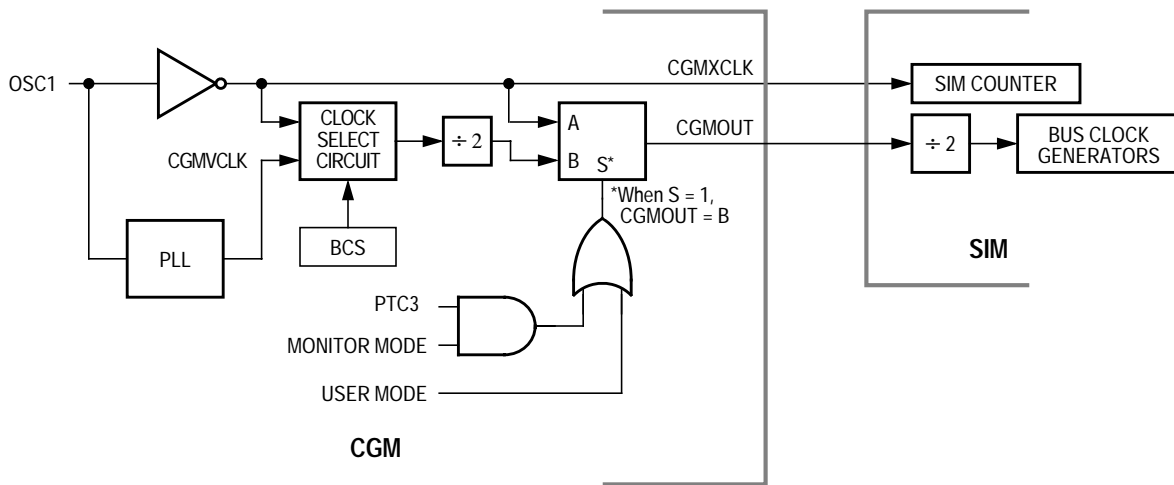 OSC1
CGMXCLK
SIM COUNTER
CLOCK
SELECT
CIRCUIT
÷ 2
A
B
S*
CGMOUT
÷ 2
BUS CLOCK
GENERATORS
CGMVCLK
*When S = 1,
CGMOUT = B
BCS
PLL
SIM
PTC3
MONITOR MODE
USER MODE
CGM